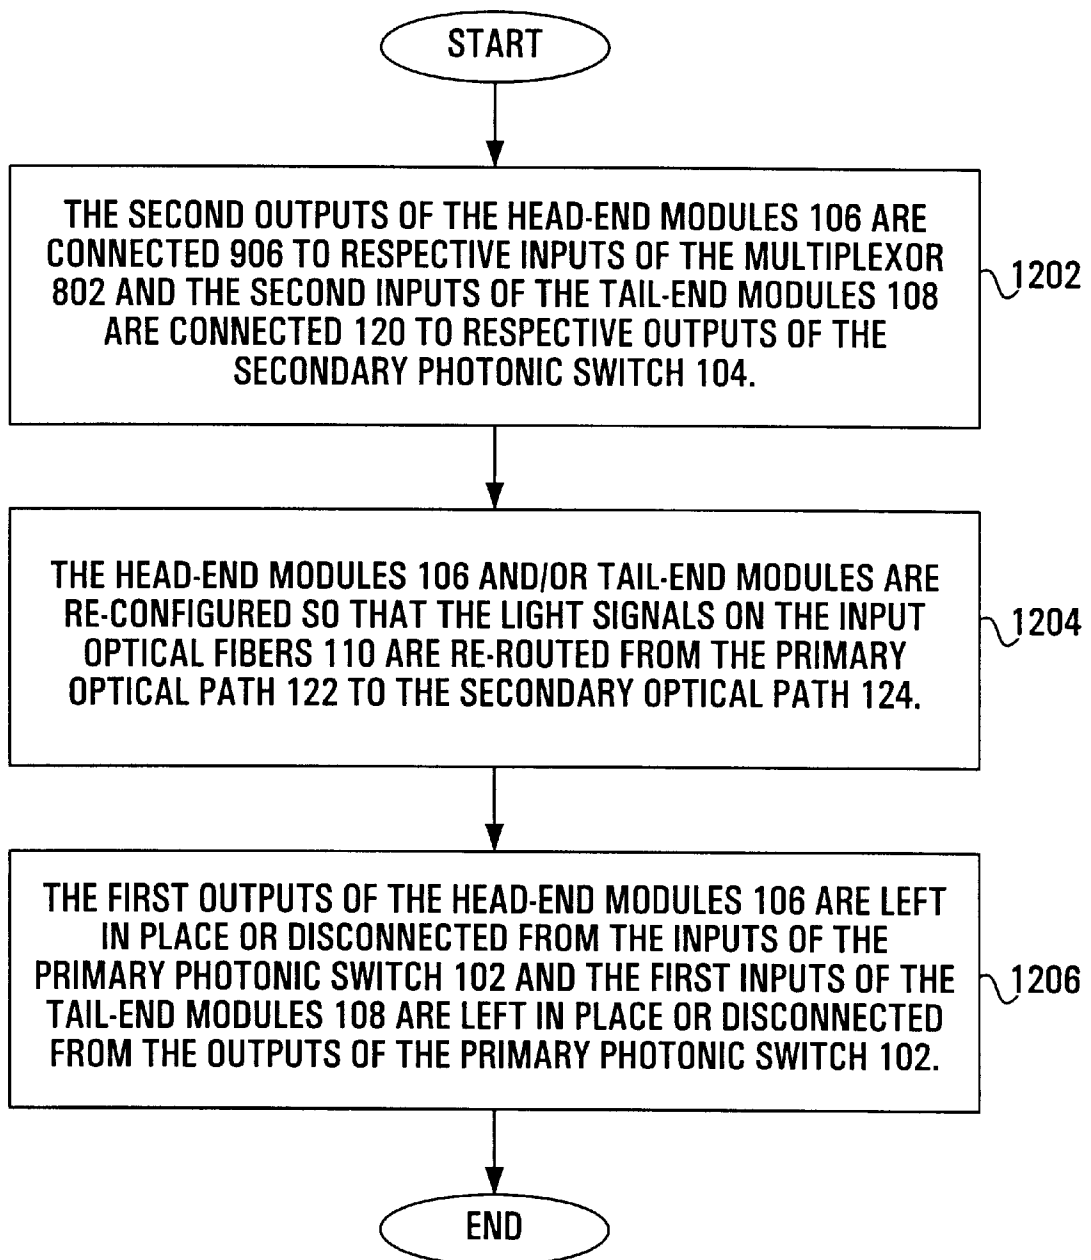 START
THE SECOND OUTPUTS OF THE HEAD-END MODULES 106 ARE
CONNECTED 906 TO RESPECTIVE INPUTS OF THE MULTIPLEXOR
802 AND THE SECOND INPUTS OF THE TAIL-END MODULES 108
ARE CONNECTED 120 TO RESPECTIVE OUTPUTS OF THE
SECONDARY PHOTONIC SWITCH 104.
1202
THE HEAD-END MODULES 106 AND/OR TAIL-END MODULES ARE
RE-CONFIGURED SO THAT THE LIGHT SIGNALS ON THE INPUT
OPTICAL FIBERS 110 ARE RE-ROUTED FROM THE PRIMARY
OPTICAL PATH 122 TO THE SECONDARY OPTICAL PATH 124.
1204
THE FIRST OUTPUTS OF THE HEAD-END MODULES 106 ARE LEFT
IN PLACE OR DISCONNECTED FROM THE INPUTS OF THE
PRIMARY PHOTONIC SWITCH 102 AND THE FIRST INPUTS OF THE
TAIL-END MODULES 108 ARE LEFT IN PLACE OR DISCONNECTED
FROM THE OUTPUTS OF THE PRIMARY PHOTONIC SWITCH 102.
1206
END